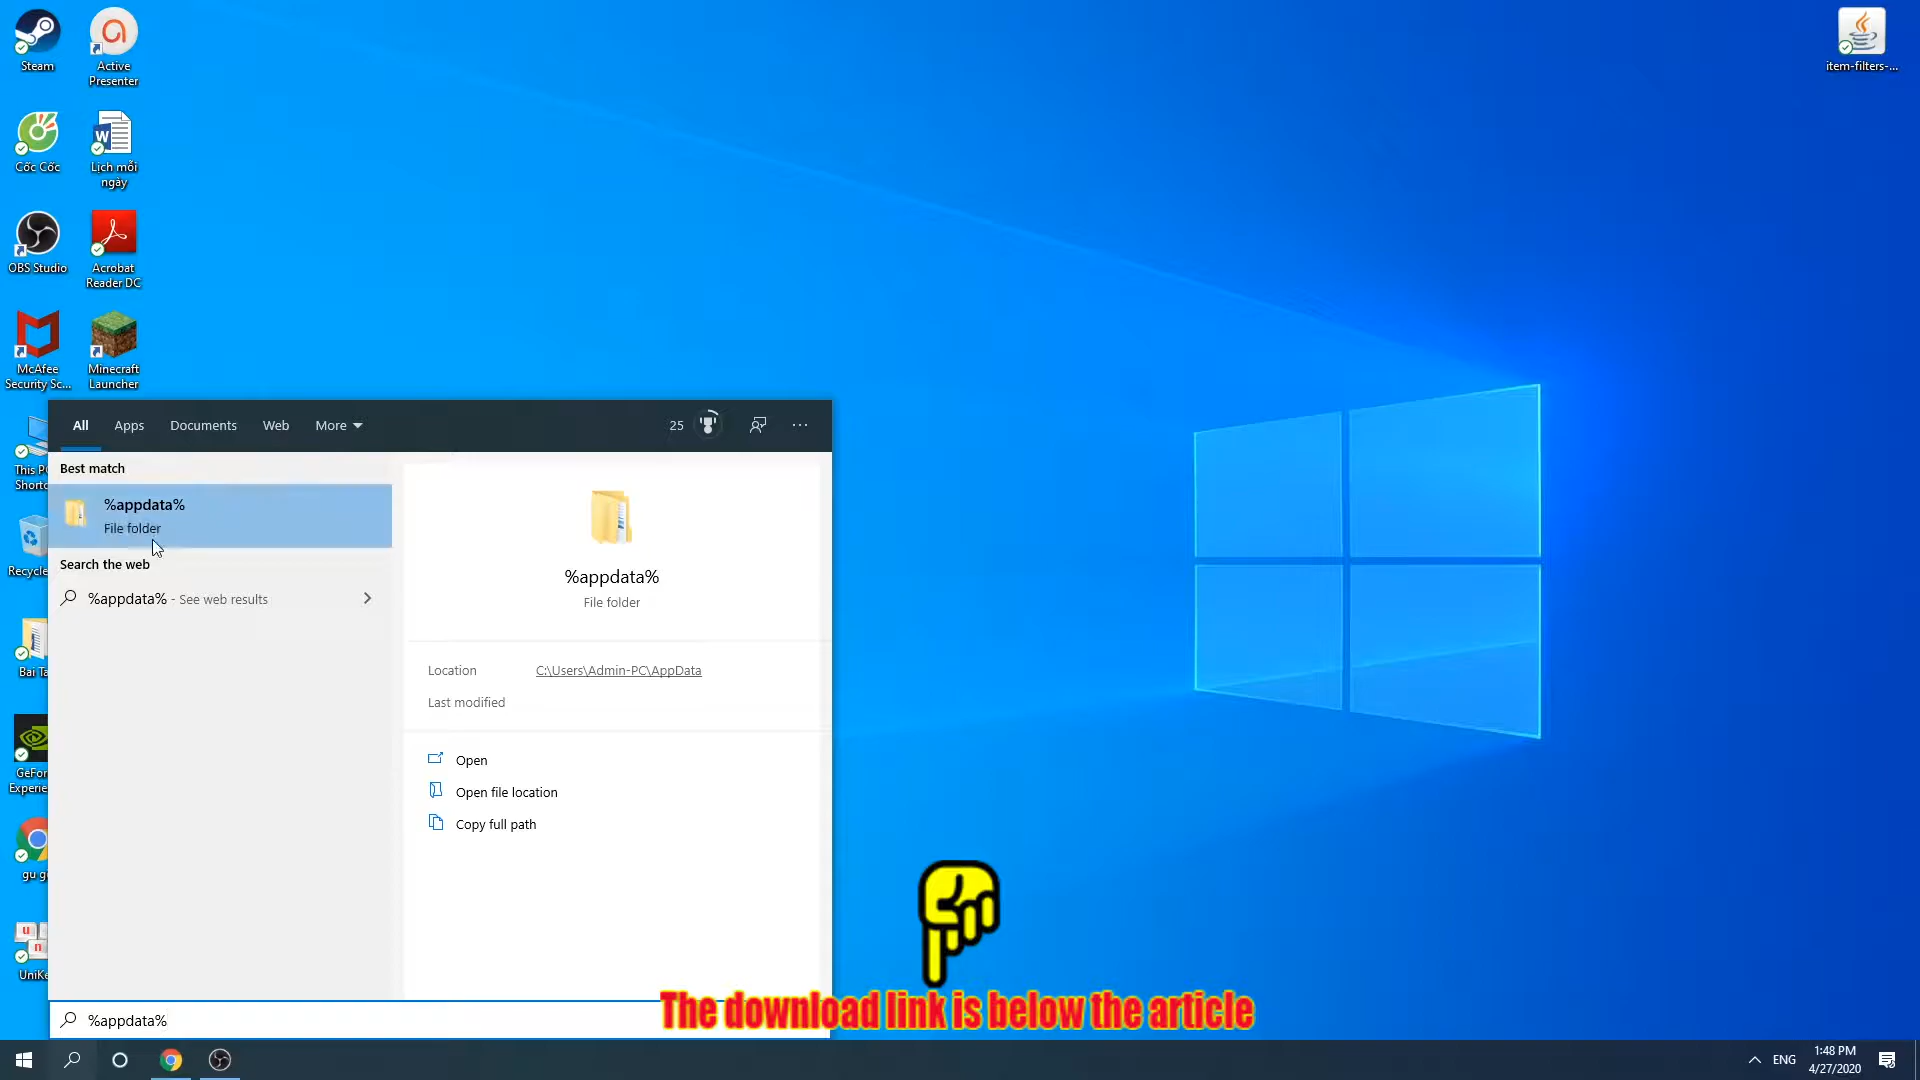 Steam
Active
Presenter
item-filters-...
Cốc Cốc
Lịch mỗi
ngày
OBS Studio
Acrobat
Reader DC
McAfee
Security Sc...
Minecraft
Launcher
All
Apps
Documents
Web
More
25
Best match
%appdata%
File folder
Search the web
%appdata% - See web results
%appdata%
File folder
Location
C:\Users\Admin-PC\AppData
Last modified
Open
Open file location
Copy full path
This P
Shorto
Recycle
Bai Ta
GeFor
Experie
gu g
UniKe
The download link is below the article
%appdata%
ENG
1:48 PM
4/27/2020